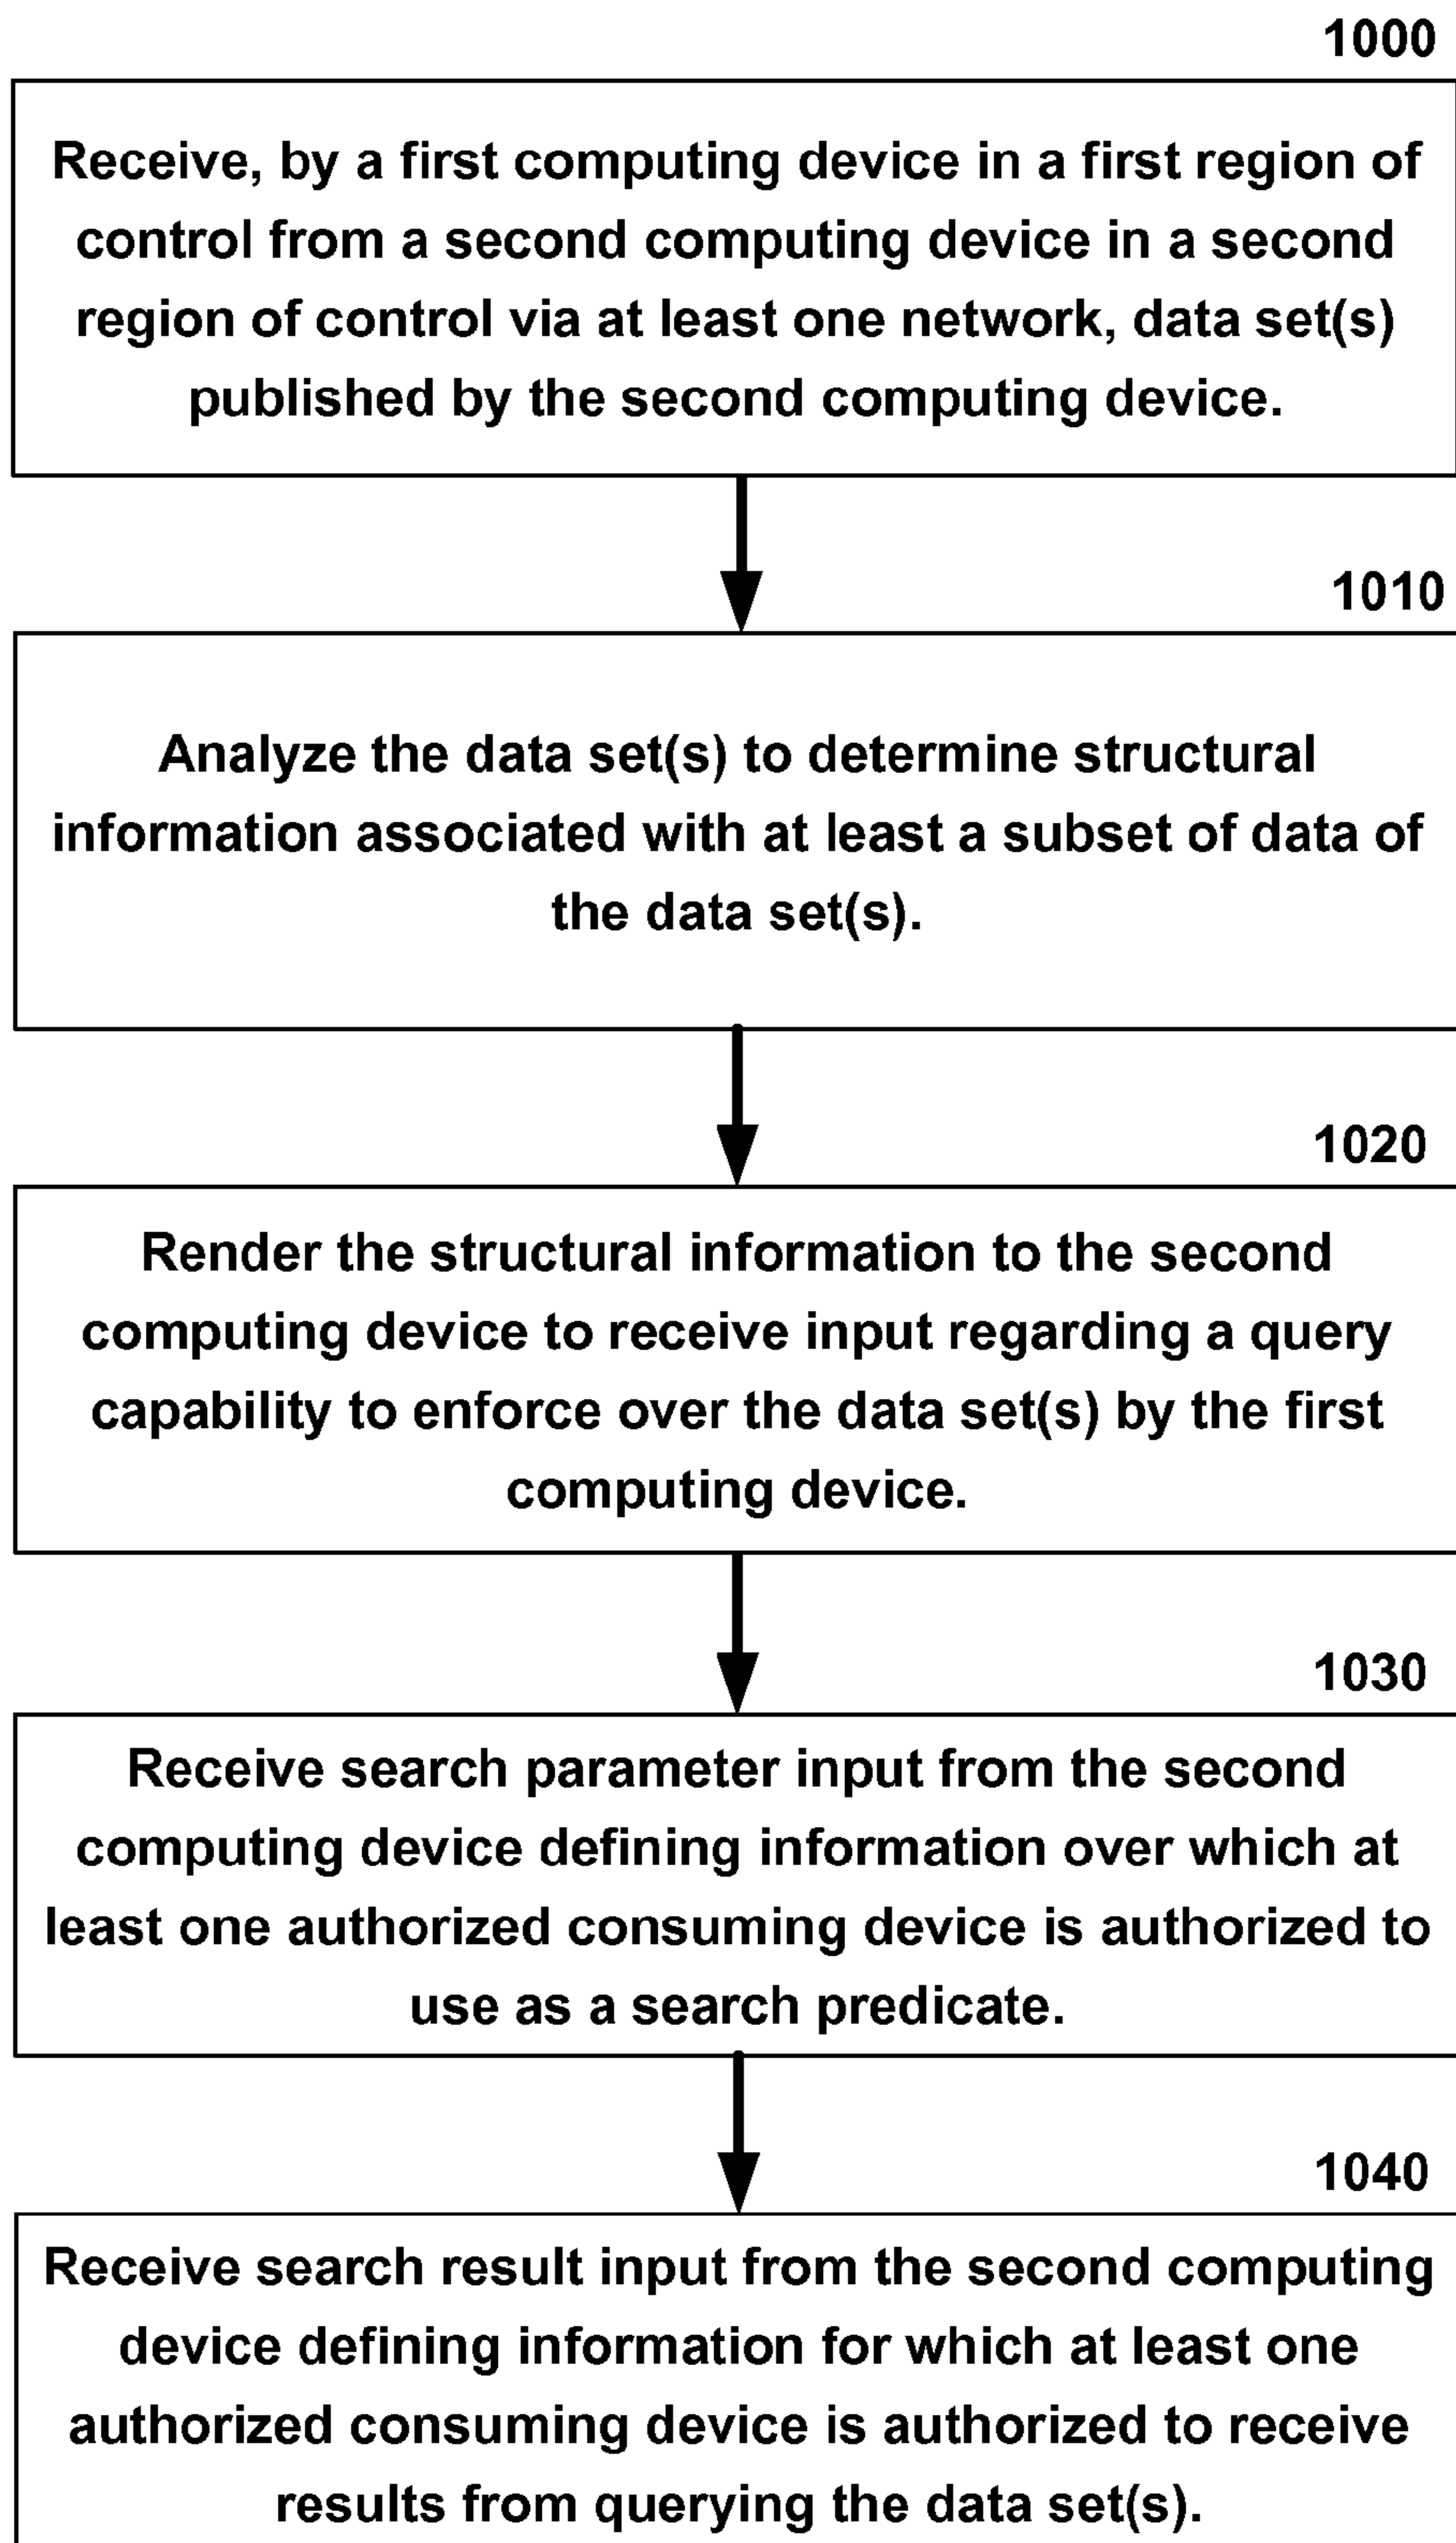 1000
Receive, by a first computing device in a first region of
control from a second computing device in a second
region of control via at least one network, data set(s)
published by the second computing device.
1010
Analyze the data set(s) to determine structural
information associated with at least a subset of data of
the data set(s).
1020
Render the structural information to the second
computing device to receive input regarding a query
capability to enforce over the data set(s) by the first
computing device.
1030
Receive search parameter input from the second
computing device defining information over which at
least one authorized consuming device is authorized to
use as a search predicate.
1040
Receive search result input from the second computing
device defining information for which at least one
authorized consuming device is authorized to receive
results from querying the data set(s).